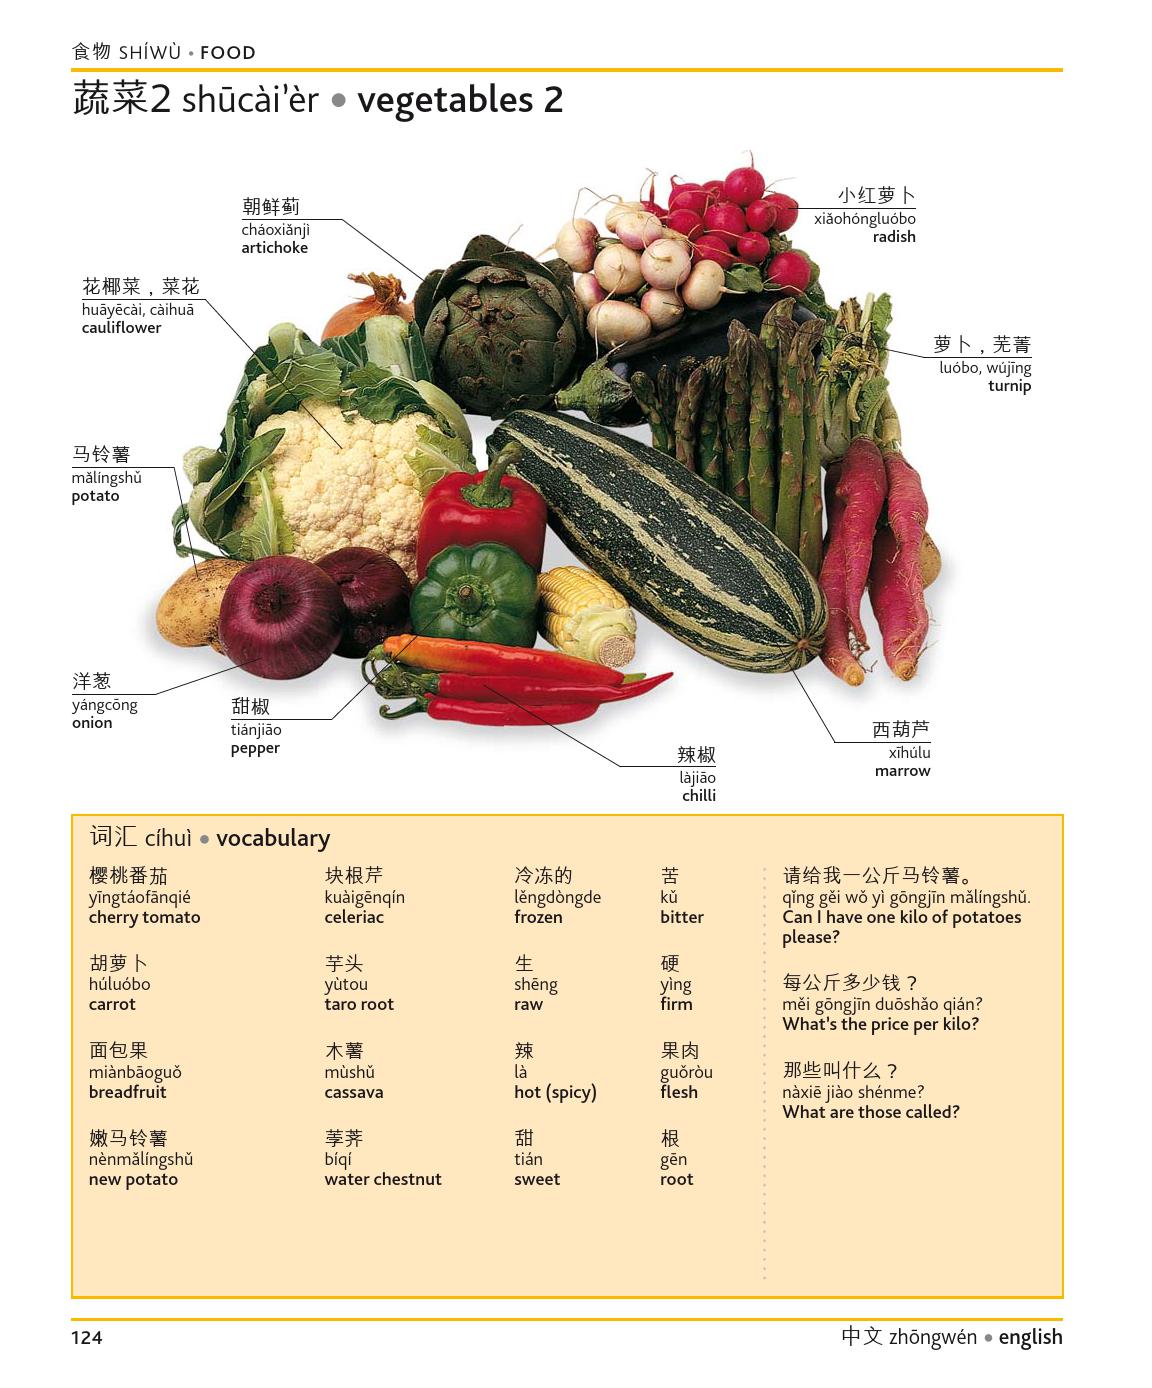 食物 SHÍWÙ • FOOD
蔬菜2 shūcài’èr • vegetables 2
朝鲜蓟
cháoxiǎnjì
artichoke
小红萝卜
xiǎohóngluóbo
radish
花椰菜，菜花
huāyēcài, càihuā
cauliflower
萝卜，芜菁
luóbo, wújīng
turnip
马铃薯
mǎlíngshǔ
potato
洋葱
yángcōng
onion
甜椒
tiánjiāo
pepper
辣椒
làjiāo
chilli
西葫芦
xīhúlu
marrow
词汇 cíhuì • vocabulary
樱桃番茄
yīngtáofānqié
cherry tomato
胡萝卜
húluóbo
carrot
面包果
miànbāoguǒ
breadfruit
嫩马铃薯
nènmǎlíngshǔ
new potato
块根芹
kuàigēnqín
celeriac
芋头
yùtou
taro root
木薯
mùshǔ
cassava
荸荠
bíqí
water chestnut
冷冻的
lěngdòngde
frozen
生
shēng
raw
辣
là
hot (spicy)
甜
tián
sweet
苦
kǔ
bitter
硬
yìng
firm
果肉
guǒròu
flesh
根
gēn
root
请给我一公斤马铃薯。
qǐng gěi wǒ yì gōngjīn mǎlíngshǔ.
Can I have one kilo of potatoes
please?
每公斤多少钱？
měi gōngjīn duōshǎo qián?
What's the price per kilo?
那些叫什么？
nàxiē jiào shénme?
What are those called?
124
中文 zhōngwén • english